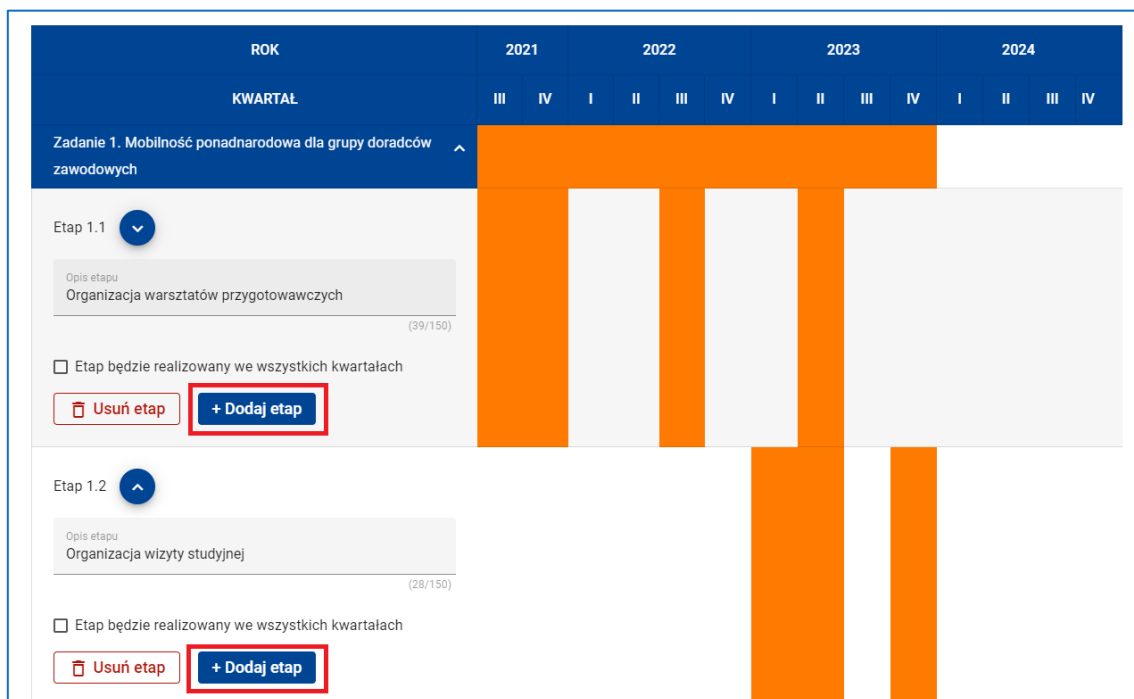 ROK 2021 2022 2023 2024
KWARTAŁ III IV I II III IV I II III IV I II III IV
Zadanie 1. Mobilność ponadnarodowa dla grupy doradców
zawodowych
Etap 1.1
Opis etapu
Organizacja warsztatów przygotowawczych
(39/150)
Etap będzie realizowany we wszystkich kwartałach
Usuń etap + Dodaj etap
Etap 1.2
Opis etapu
Organizacja wizyty studyjnej
(28/150)
Etap będzie realizowany we wszystkich kwartałach
Usuń etap + Dodaj etap